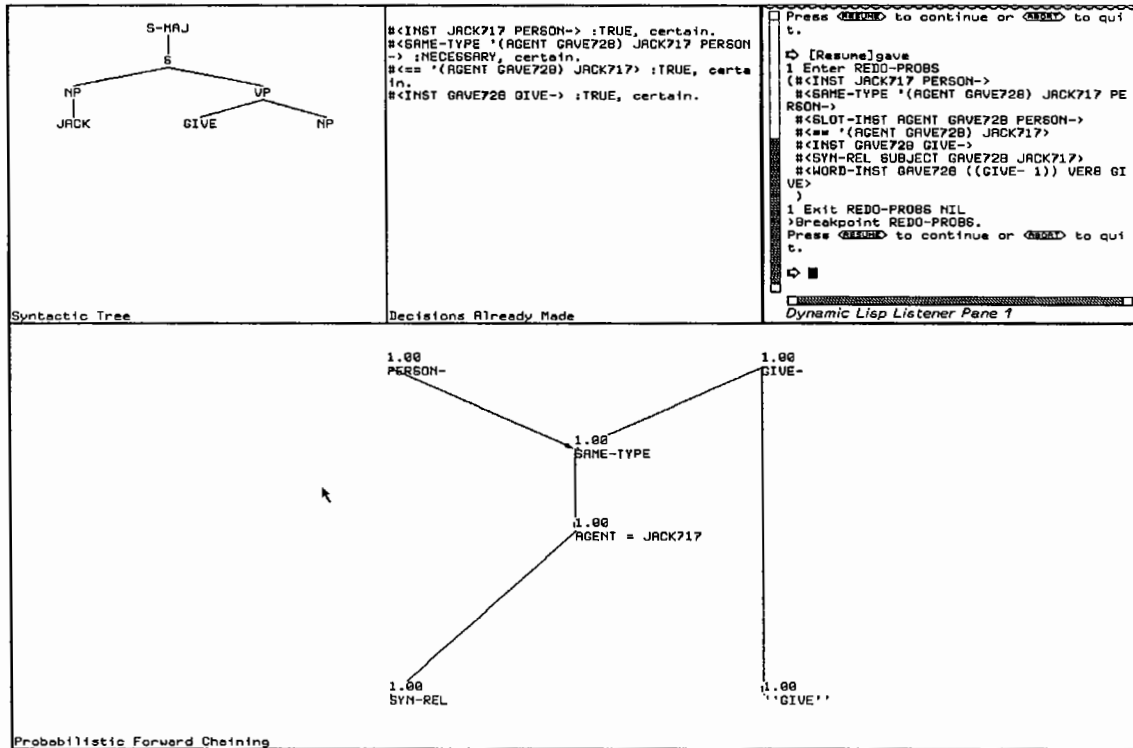 S-MAJ
S
NP VP
JACK GIVE NP
Syntactic Tree
#<INST JACK717 PERSON-> :TRUE, certain.
#<SAME-TYPE '(AGENT GAVE728) JACK717 PERSON
-> :NECESSARY, certain.
#<== '(AGENT GAVE728) JACK717> :TRUE, certa
in.
#<INST GAVE728 GIVE-> :TRUE, certain.
Decisions Already Made
Press <RESUME> to continue or <ABORT> to qui
t.
[Resume]gave
1 Enter REDO-PROBS
(#<INST JACK717 PERSON->
#<SAME-TYPE '(AGENT GAVE728) JACK717 PE
RSON->
#<SLOT-INST AGENT GAVE728 PERSON->
#<== '(AGENT GAVE728) JACK717>
#<INST GAVE728 GIVE->
#<SYN-REL SUBJECT GAVE728 JACK717>
#<WORD-INST GAVE728 ((GIVE- 1)) VERB GI
VE>
)
1 Exit REDO-PROBS NIL
>Breakpoint REDO-PROBS.
Press <RESUME> to continue or <ABORT> to qui
t.
Dynamic Lisp Listener Pane 1
1.00 1.00
PERSON- GIVE-
1.00
SAME-TYPE
1.00
AGENT = JACK717
1.00 1.00
SYN-REL ''GIVE''
Probabilistic Forward Chaining